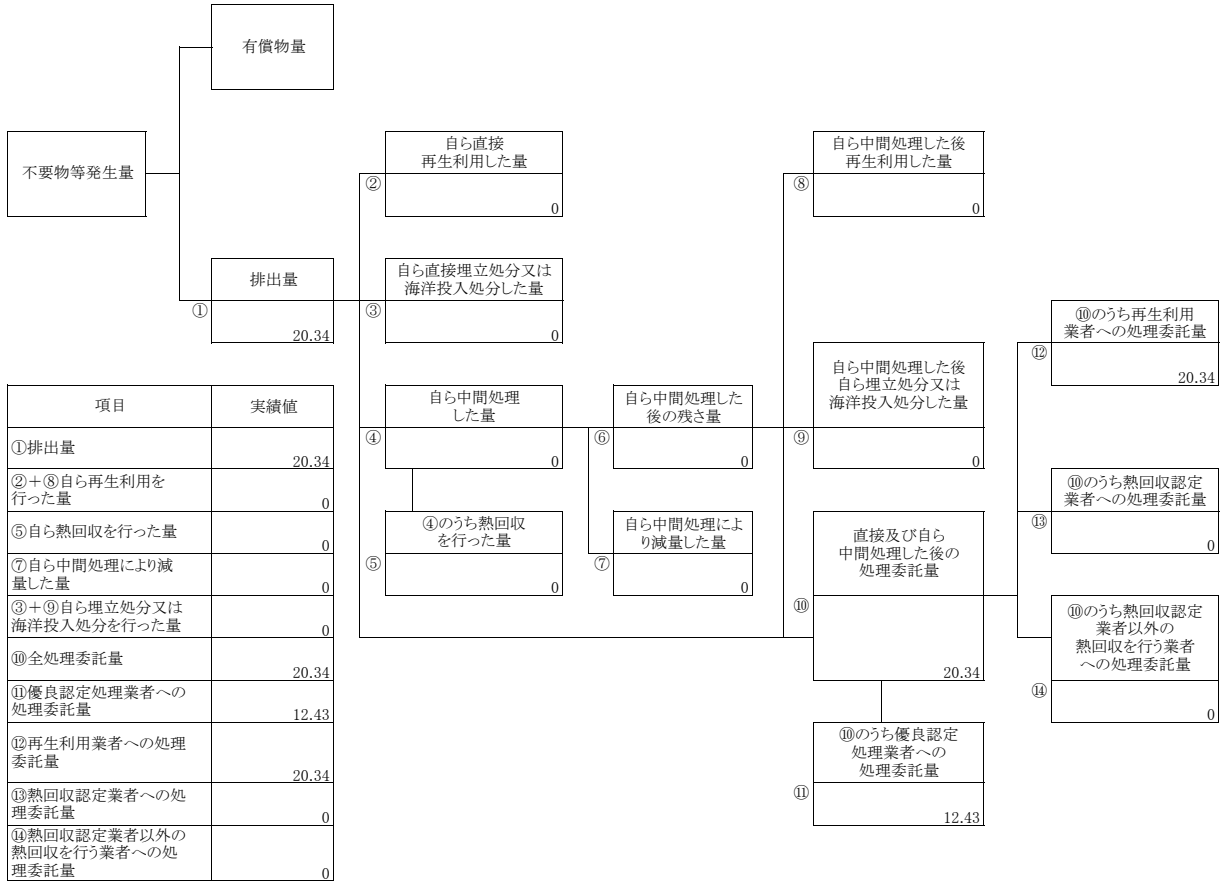 有償物量
不要物等発生量
自ら直接
再生利用した量
②
0
自ら中間処理した後
再生利用した量
⑧
0
排出量
①
20.34
自ら直接埋立処分又は
海洋投入処分した量
③
0
⑩のうち再生利用
業者への処理委託量
⑫
20.34
自ら中間処理
した量
④
0
自ら中間処理した
後の残さ量
⑥
0
自ら中間処理した後
自ら埋立処分又は
海洋投入処分した量
⑨
0
⑩のうち熱回収認定
業者への処理委託量
⑬
0
④のうち熱回収
を行った量
⑤
0
自ら中間処理によ
り減量した量
⑦
0
直接及び自ら
中間処理した後の
処理委託量
⑩
20.34
⑩のうち熱回収認定
業者以外の
熱回収を行う業者
への処理委託量
⑭
0
⑩のうち優良認定
処理業者への
処理委託量
⑪
12.43
項目 実績値
①排出量
20.34
②+⑧自ら再生利用を
行った量
0
⑤自ら熱回収を行った量
0
⑦自ら中間処理により減
量した量
0
③+⑨自ら埋立処分又は
海洋投入処分を行った量
0
⑩全処理委託量
20.34
⑪優良認定処理業者への
処理委託量
12.43
⑫再生利用業者への処理
委託量
20.34
⑬熱回収認定業者への処
理委託量
0
⑭熱回収認定業者以外の
熱回収を行う業者への処
理委託量
0